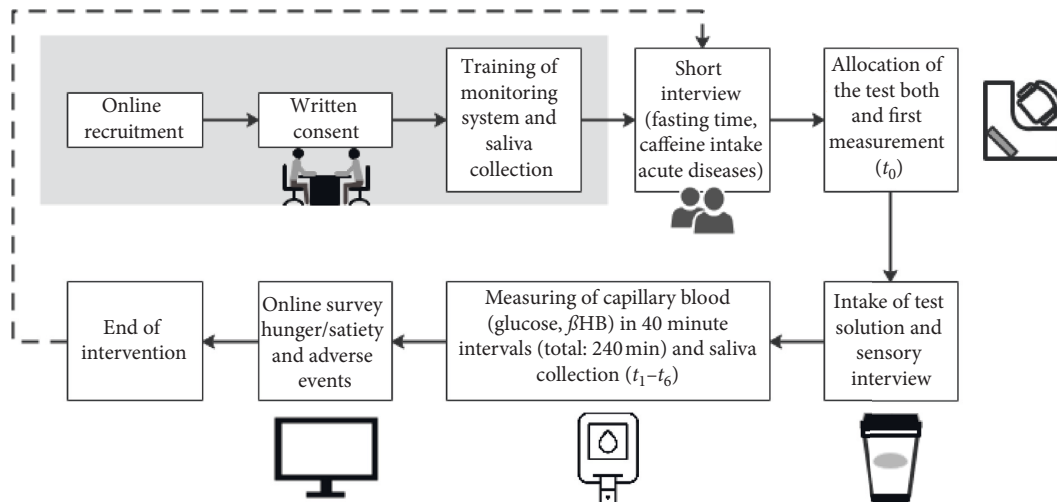 Online
recruitment
Written
consent
Training of
monitoring
system and
saliva
collection
Short
interview
(fasting time,
caffeine intake
acute diseases)
Allocation of
the test both
and first
measurement
(t0)
Intake of test
solution and
sensory
interview
Measuring of capillary blood
(glucose, ßHB) in 40 minute
intervals (total: 240 min) and saliva
collection (t1–t6)
Online survey
hunger/satiety
and adverse
events
End of
intervention